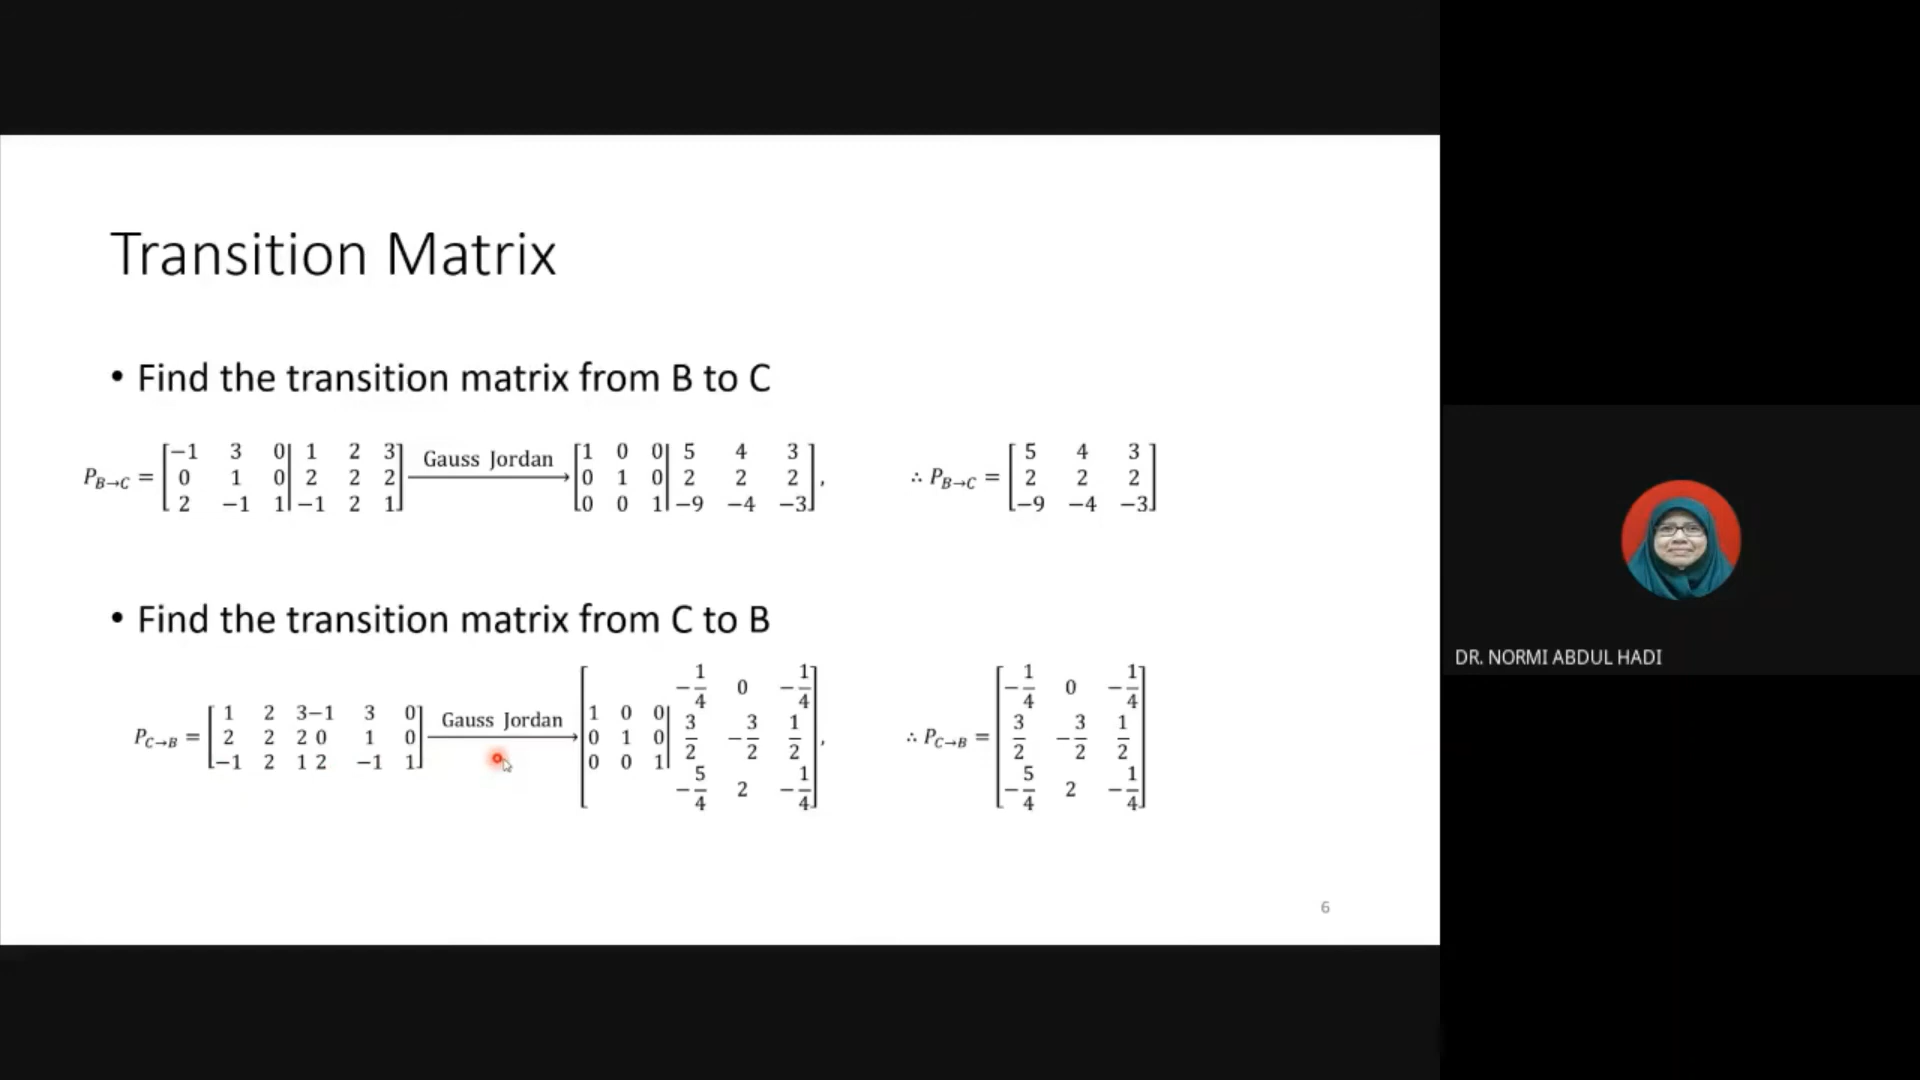 Transition Matrix
• Find the transition matrix from B to C
P_{B→C} = [−1 3 0 | 1 2 3; 0 1 0 | 2 2 2; 2 −1 1 | −1 2 1] Gauss Jordan → [1 0 0 | 5 4 3; 0 1 0 | 2 2 2; 0 0 1 | −9 −4 −3], ∴ P_{B→C} = [5 4 3; 2 2 2; −9 −4 −3]
• Find the transition matrix from C to B
P_{C→B} = [1 2 3 −1 3 0; 2 2 2 0 1 0; −1 2 1 2 −1 1] Gauss Jordan → [1 0 0 | −1/4 0 −1/4; 0 1 0 | 3/2 −3/2 1/2; 0 0 1 | −5/4 2 −1/4], ∴ P_{C→B} = [−1/4 0 −1/4; 3/2 −3/2 1/2; −5/4 2 −1/4]
6
DR. NORMI ABDUL HADI